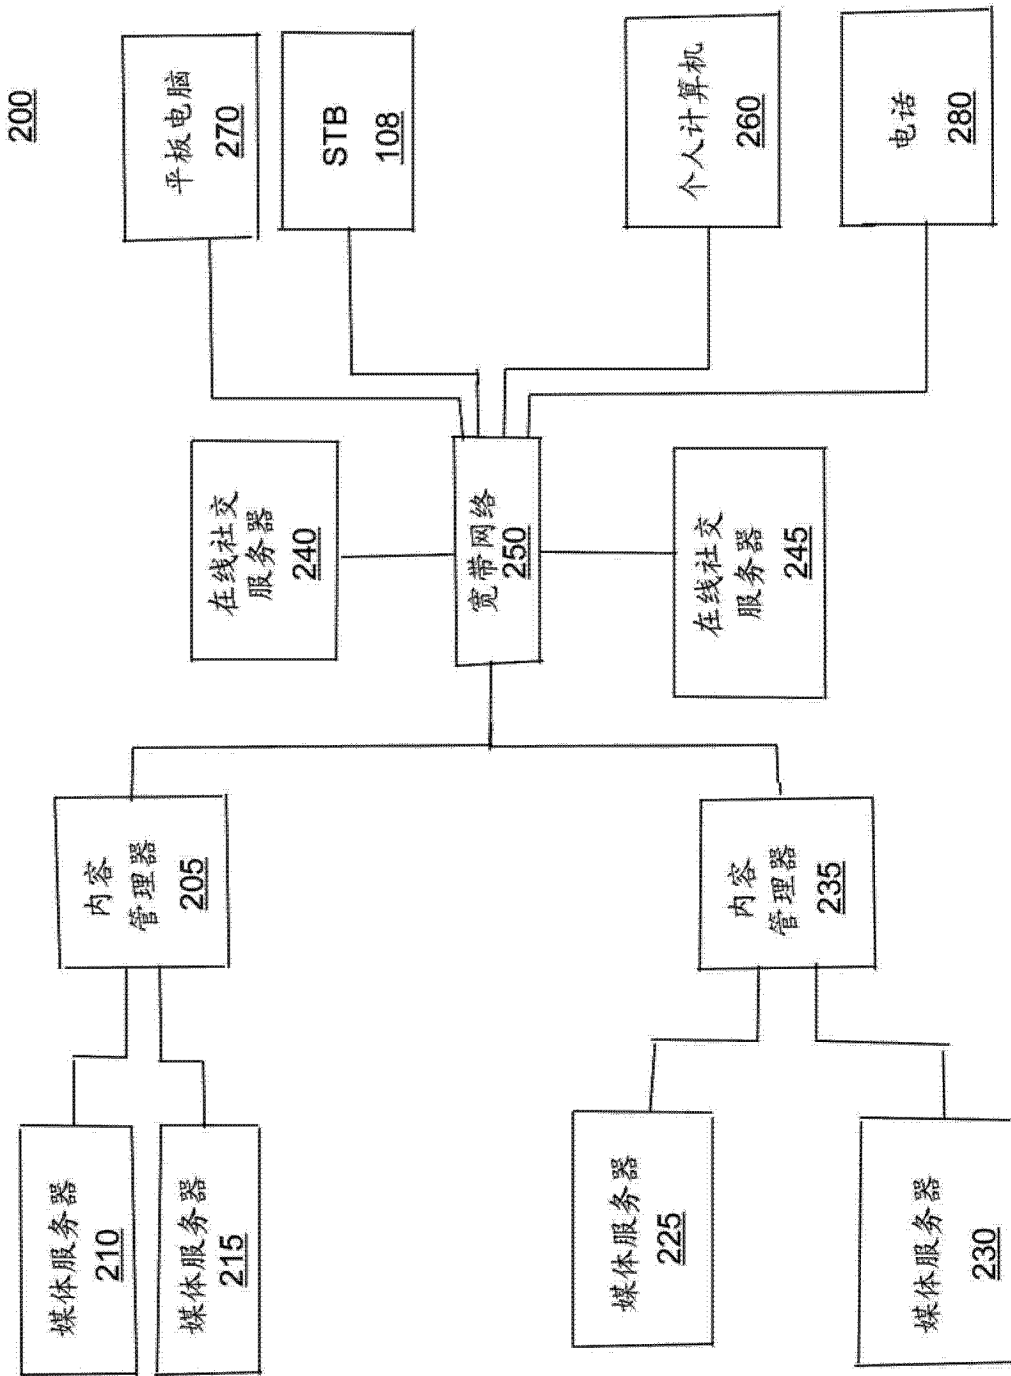 200
媒体服务器
210
媒体服务器
215
媒体服务器
225
媒体服务器
230
内容
管理器
205
内容
管理器
235
在线社交
服务器
240
宽带网络
250
在线社交
服务器
245
平板电脑
270
STB
108
个人计算机
260
电话
280